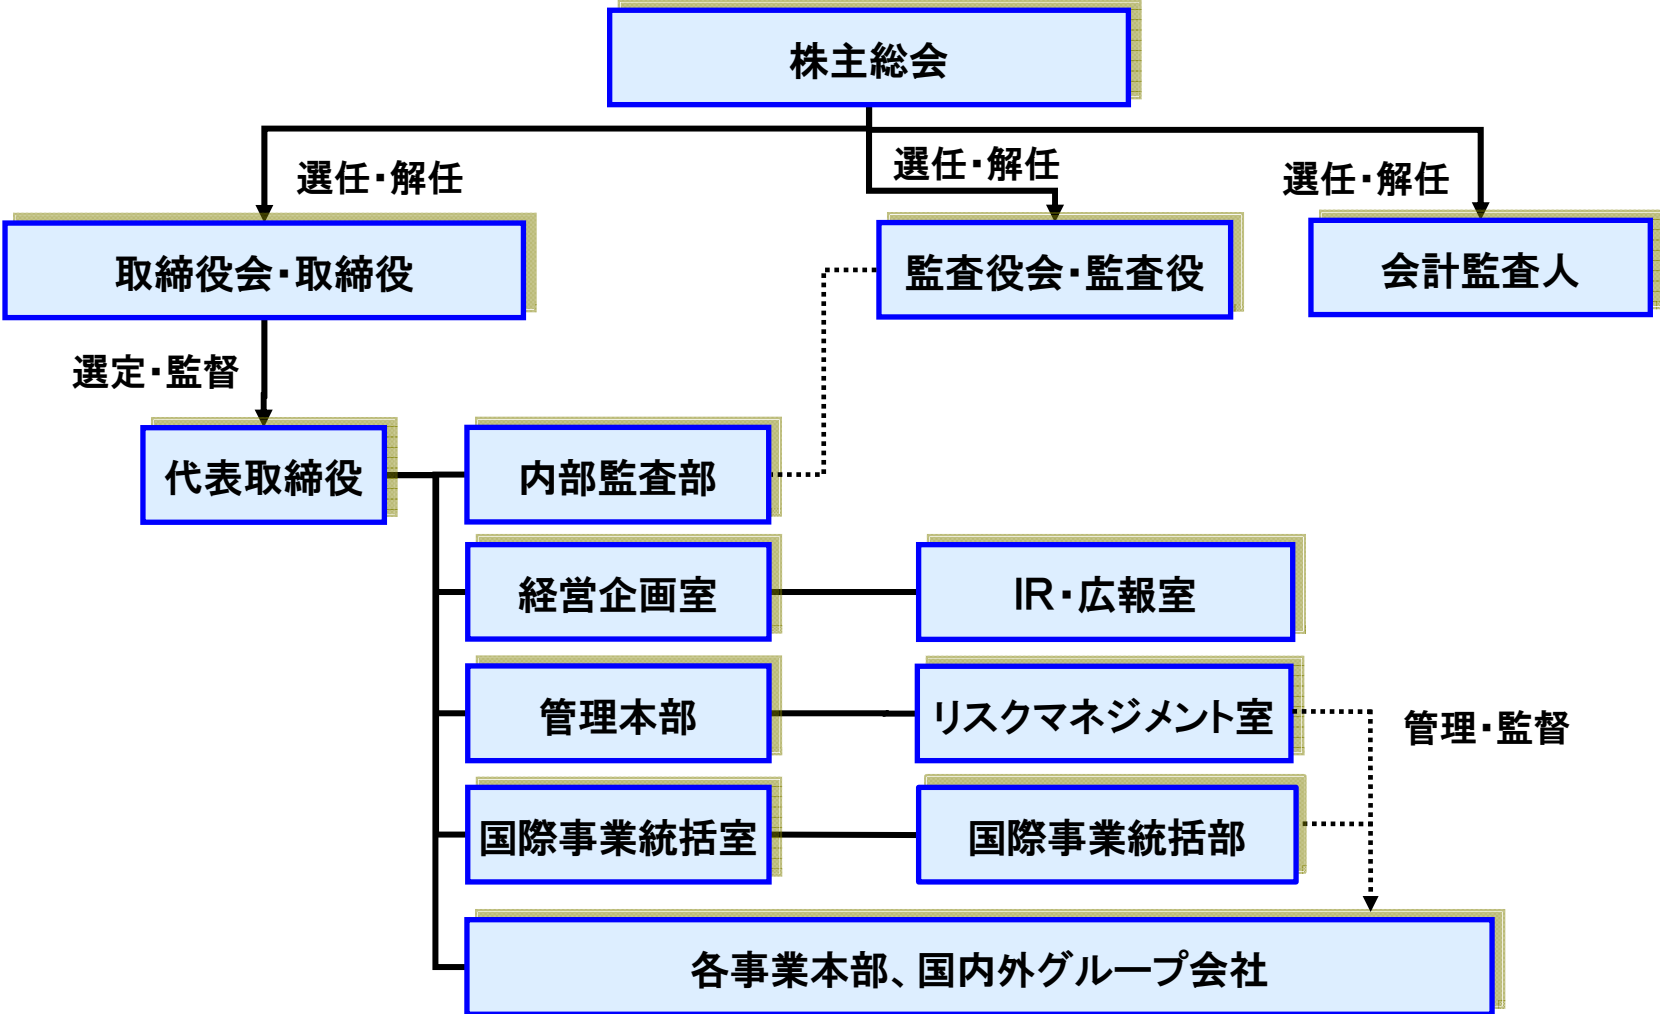 株主総会
選任・解任
選任・解任
選任・解任
取締役会・取締役
監査役会・監査役
会計監査人
選定・監督
代表取締役
内部監査部
経営企画室
IR・広報室
管理本部
リスクマネジメント室
管理・監督
国際事業統括室
国際事業統括部
各事業本部、国内外グループ会社